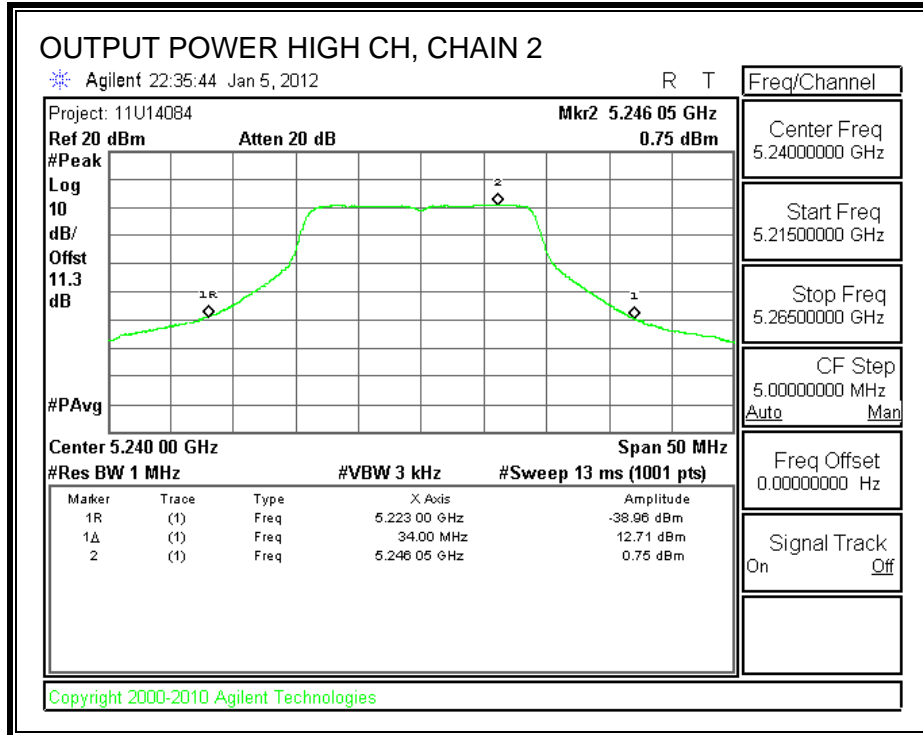 OUTPUT POWER HIGH CH, CHAIN 2
Agilent 22:35:44 Jan 5, 2012 R T
Project: 11U14084 Mkr2 5.246 05 GHz
Ref 20 dBm Atten 20 dB 0.75 dBm
#Peak
Log
10
dB/
Offst
11.3
dB
#PAvg
2
1R
1
Center 5.240 00 GHz Span 50 MHz
#Res BW 1 MHz #VBW 3 kHz #Sweep 13 ms (1001 pts)
Marker Trace Type X Axis Amplitude
1R (1) Freq 5.223 00 GHz -38.96 dBm
1Δ (1) Freq 34.00 MHz 12.71 dBm
2 (1) Freq 5.246 05 GHz 0.75 dBm
Copyright 2000-2010 Agilent Technologies
Freq/Channel
Center Freq
5.24000000 GHz
Start Freq
5.21500000 GHz
Stop Freq
5.26500000 GHz
CF Step
5.00000000 MHz
Auto Man
Freq Offset
0.00000000 Hz
Signal Track
On Off